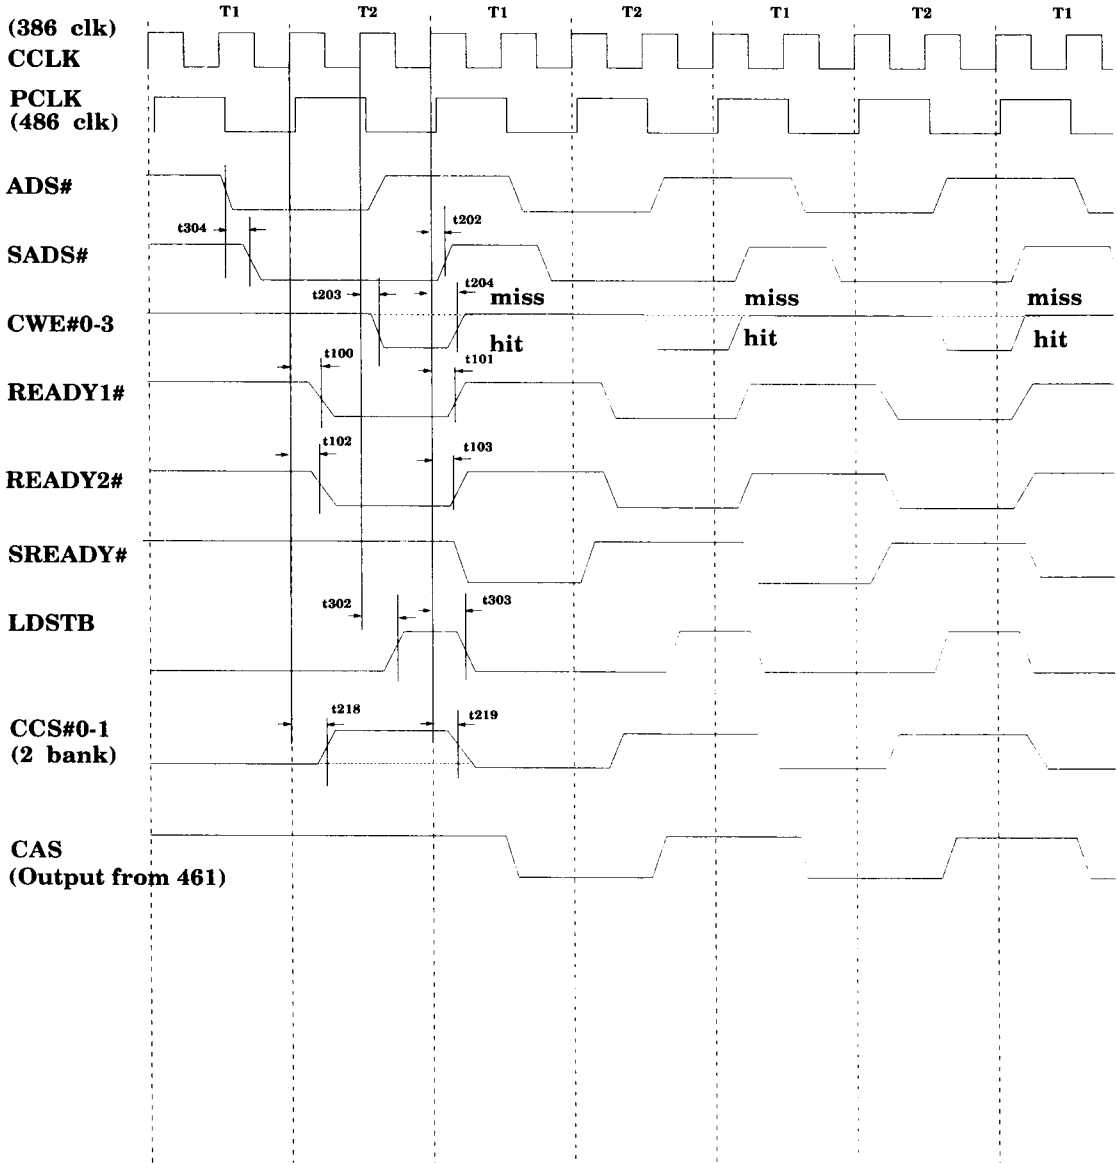 T1 T2 T1 T2 T1 T2 T1
(386 clk)
CCLK
PCLK
(486 clk)
ADS#
t304 t202
SADS#
t203 t204
miss miss miss
CWE#0-3
hit hit hit
t100 t101
READY1#
t102 t103
READY2#
SREADY#
t302 t303
LDSTB
t218 t219
CCS#0-1
(2 bank)
CAS
(Output from 461)